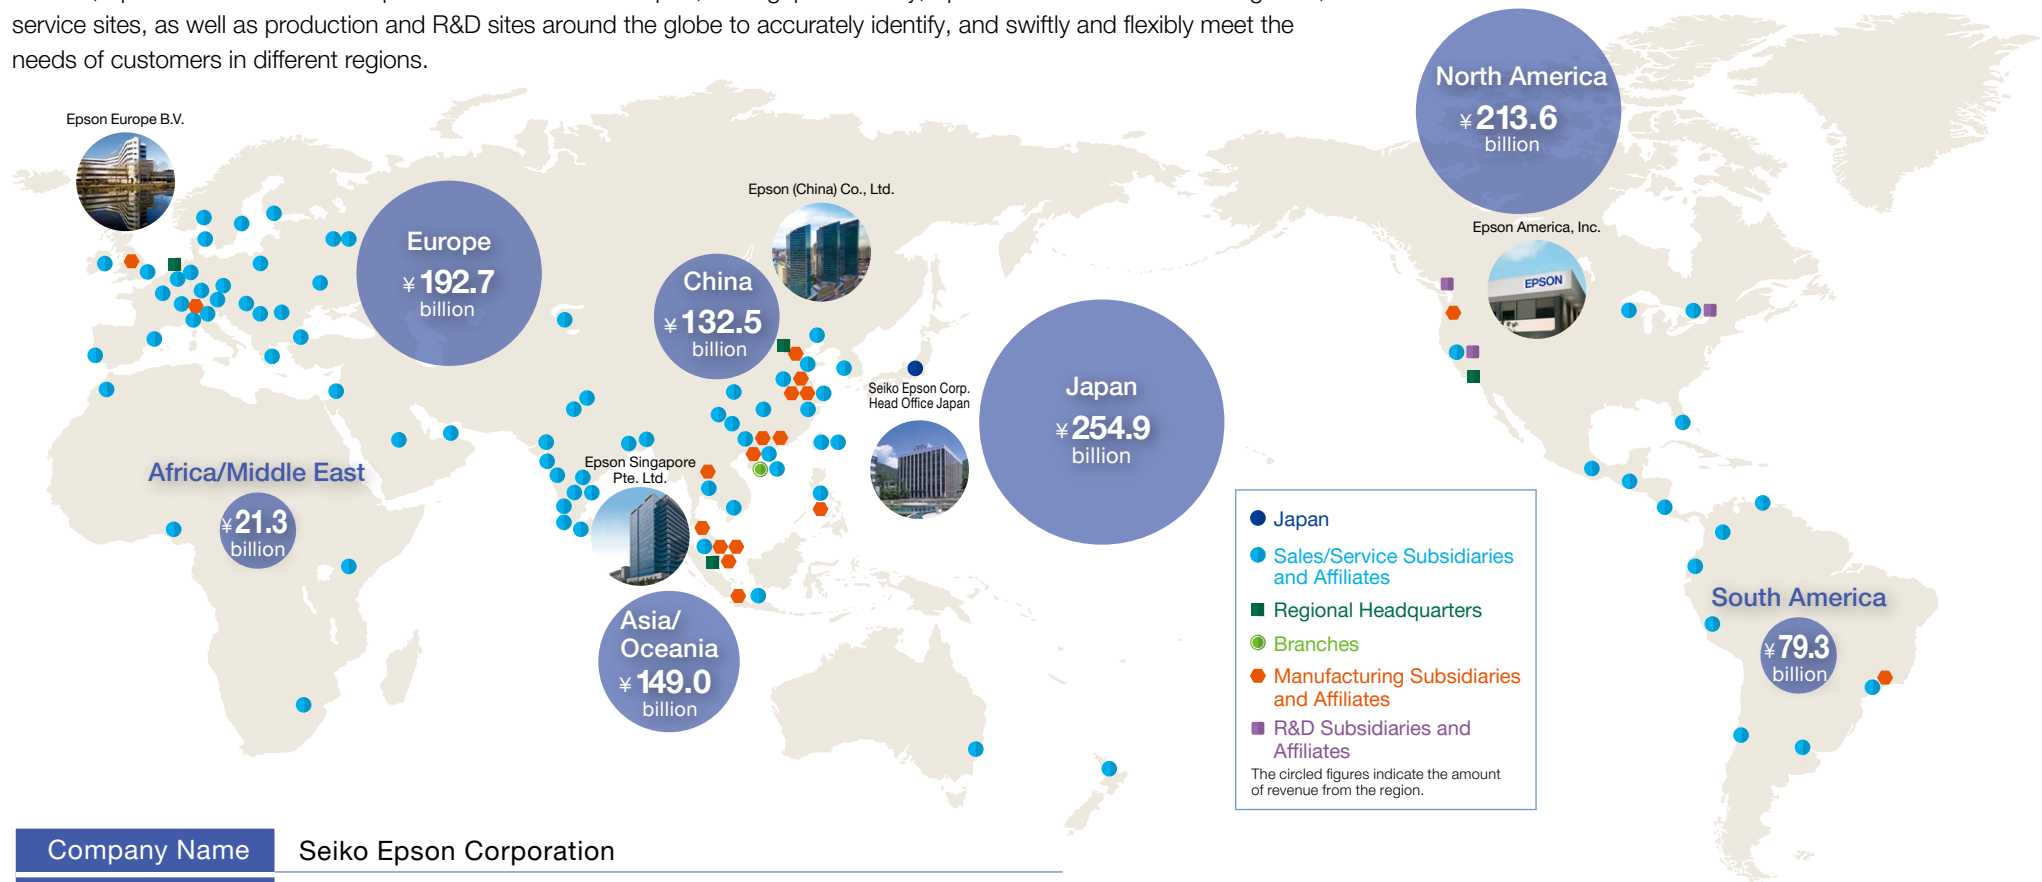 service sites, as well as production and R&D sites around the globe to accurately identify, and swiftly and flexibly meet the
needs of customers in different regions.
Epson Europe B.V.
Europe
¥192.7
billion
Epson (China) Co., Ltd.
China
¥132.5
billion
North America
¥213.6
billion
Epson America, Inc.
EPSON
Seiko Epson Corp.
Head Office Japan
Japan
¥254.9
billion
Africa/Middle East
¥21.3
billion
Epson Singapore
Pte. Ltd.
Asia/
Oceania
¥149.0
billion
Japan
Sales/Service Subsidiaries
and Affiliates
Regional Headquarters
Branches
Manufacturing Subsidiaries
and Affiliates
R&D Subsidiaries and
Affiliates
The circled figures indicate the amount
of revenue from the region.
South America
¥79.3
billion
Company Name
Seiko Epson Corporation